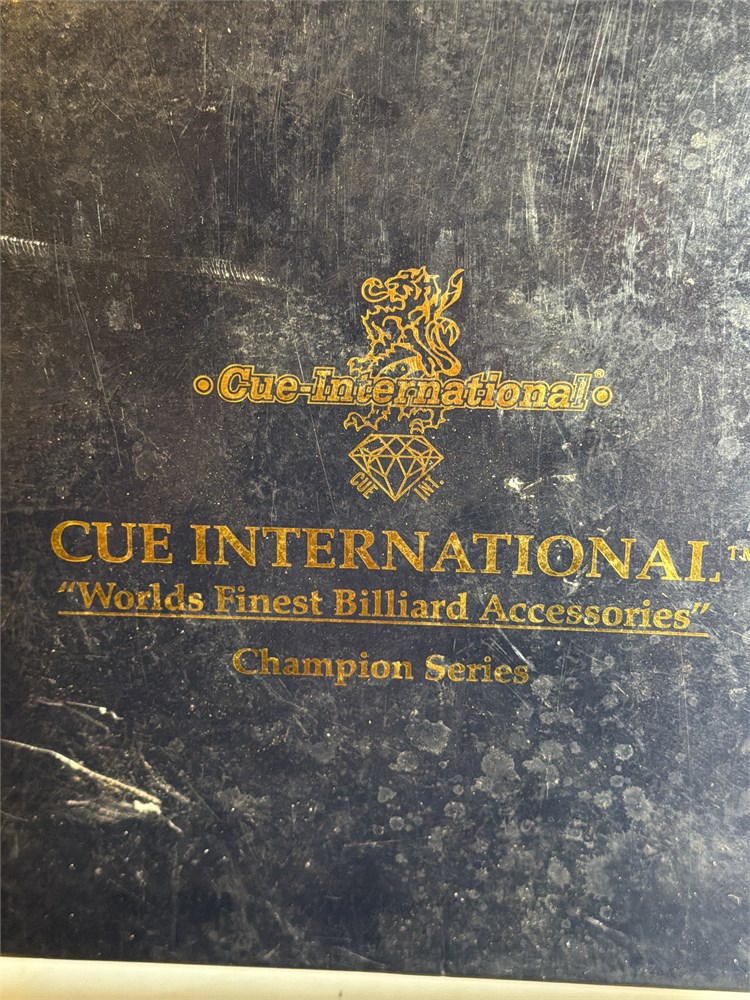 • Cue-International® •
CUE INT.
CUE INTERNATIONAL™
“Worlds Finest Billiard Accessories”
Champion Series